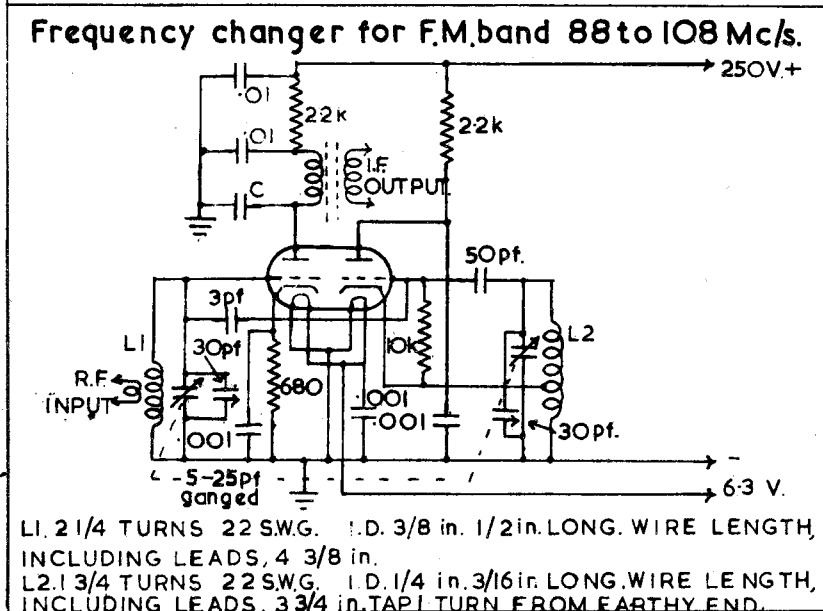 Frequency changer for F.M. band 88 to 108 Mc/s.
250V.+
.01
2.2k
2.2k
.01
I.F.
OUTPUT.
C
50pf.
3pf
L1
30pf
10k
L2
R.F.
INPUT
680
.001
.001
.001
30pf.
5-25pf
ganged
-
6.3 V.
L1. 2 1/4 TURNS 22 S.W.G. I.D. 3/8 in. 1/2 in. LONG. WIRE LENGTH,
INCLUDING LEADS, 4 3/8 in.
L2. 1 3/4 TURNS 22 S.W.G. I.D. 1/4 in. 3/16 in. LONG. WIRE LENGTH,
INCLUDING LEADS, 3 3/4 in. TAP 1 TURN FROM EARTHY END.